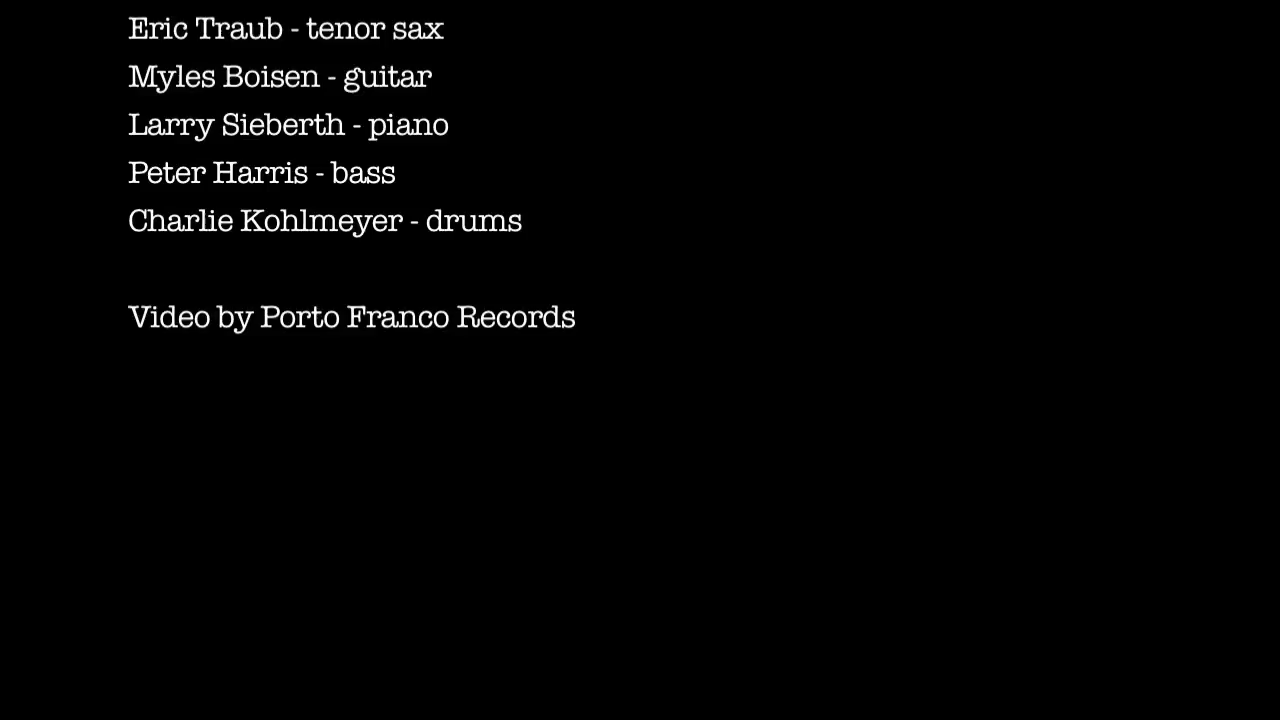 Eric Traub - tenor sax
Myles Boisen - guitar
Larry Sieberth - piano
Peter Harris - bass
Charlie Kohlmeyer - drums
Video by Porto Franco Records